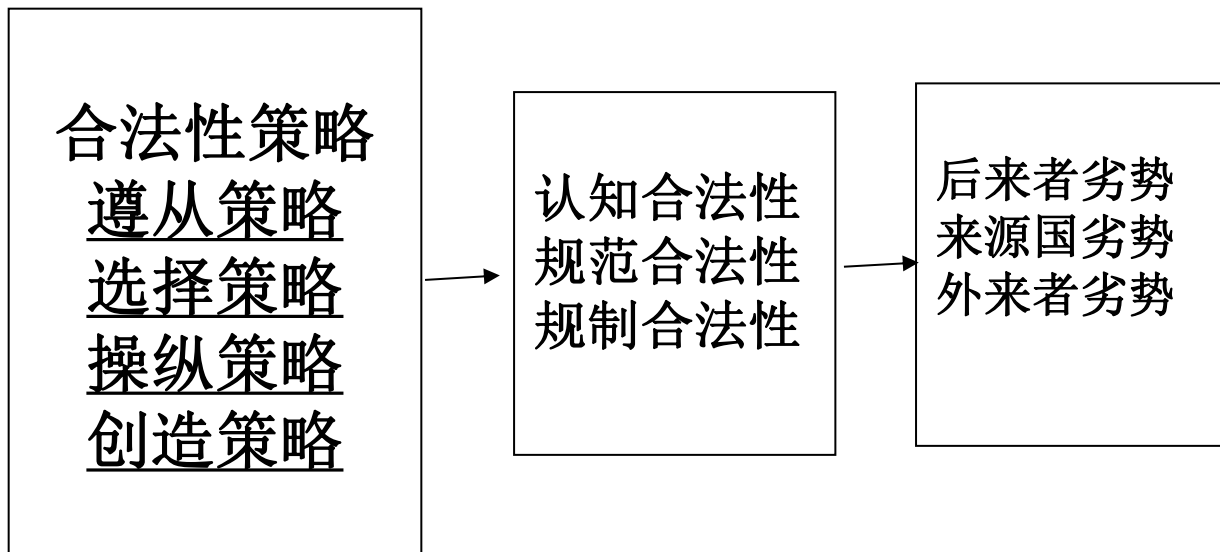 合法性策略
遵从策略
选择策略
操纵策略
创造策略
认知合法性
规范合法性
规制合法性
后来者劣势
来源国劣势
外来者劣势